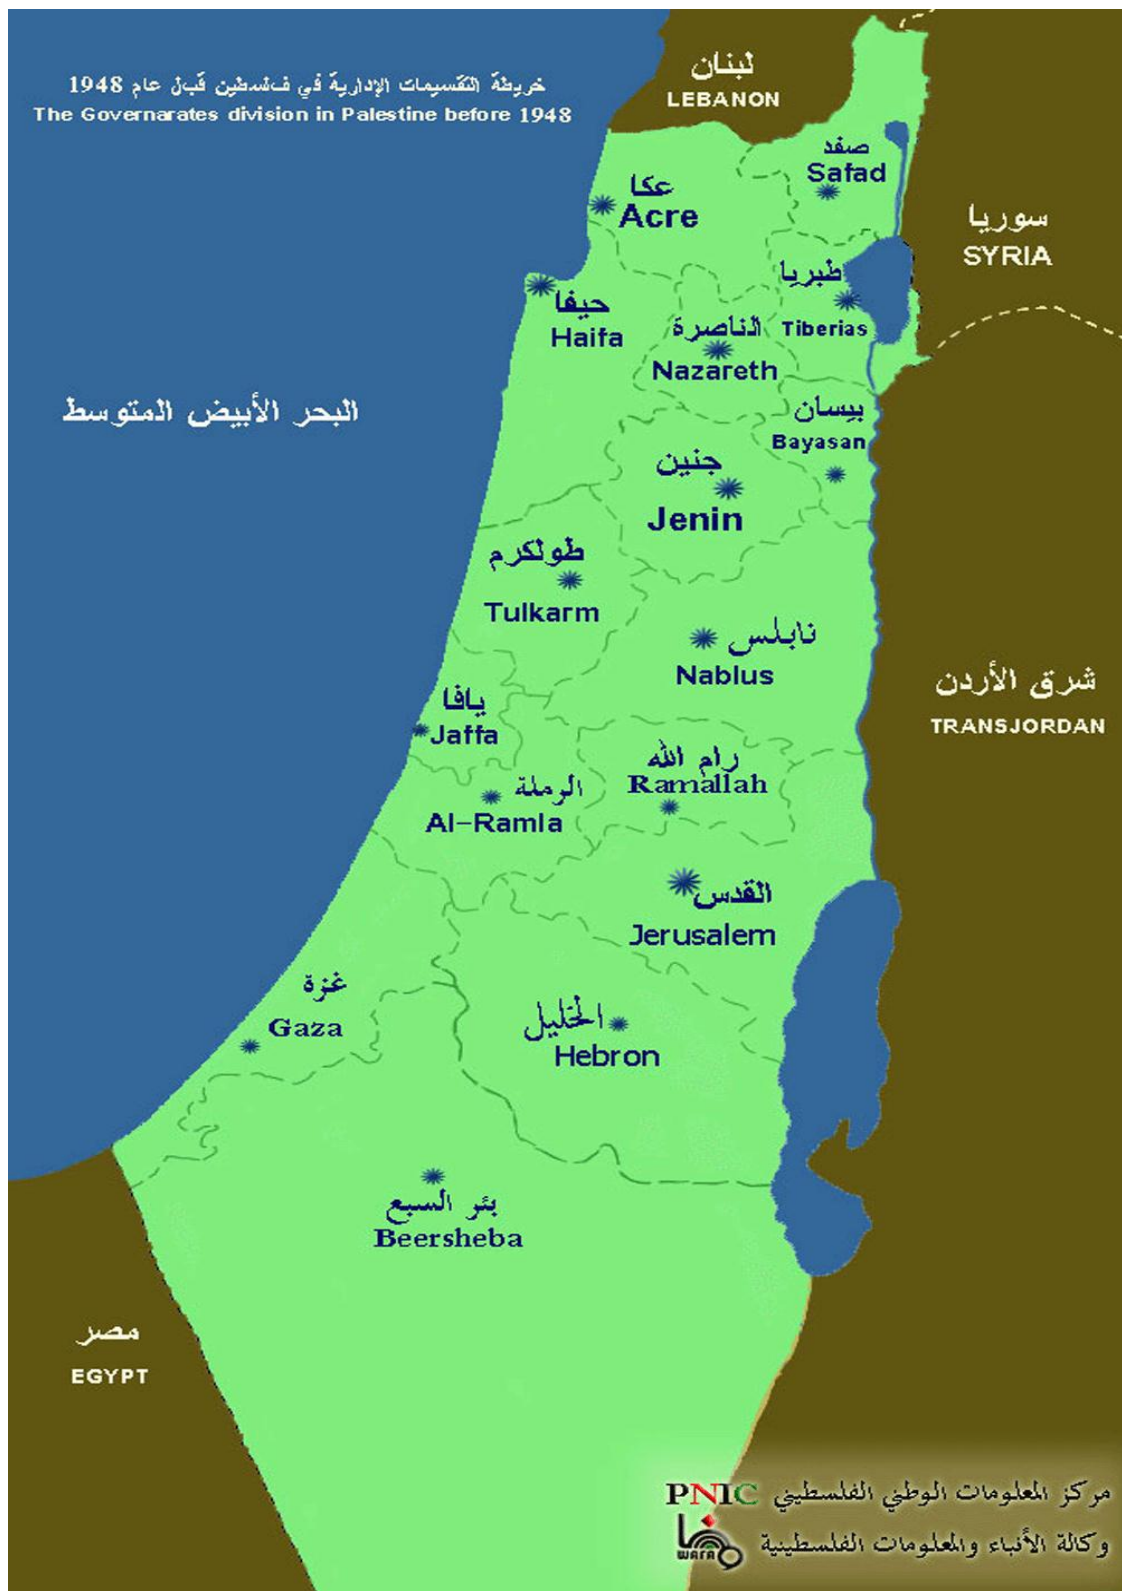 خريطة التقسيمات الإدارية في فلسطين قبل عام 1948
The Governarates division in Palestine before 1948
لبنان
LEBANON
صفد
Safad
عكا
Acre
سوريا
SYRIA
طبريا
Tiberias
حيفا
Haifa
الناصرة
Nazareth
البحر الأبيض المتوسط
بيسان
Bayasan
جنين
Jenin
طولكرم
Tulkarm
نابلس
Nablus
شرق الأردن
TRANSJORDAN
يافا
Jaffa
رام الله
Ramallah
الرملة
Al-Ramla
القدس
Jerusalem
غزة
Gaza
الخليل
Hebron
بئر السبع
Beersheba
مصر
EGYPT
مركز المعلومات الوطني الفلسطيني PNIC
وكالة الأنباء والمعلومات الفلسطينية وفا
WAFA